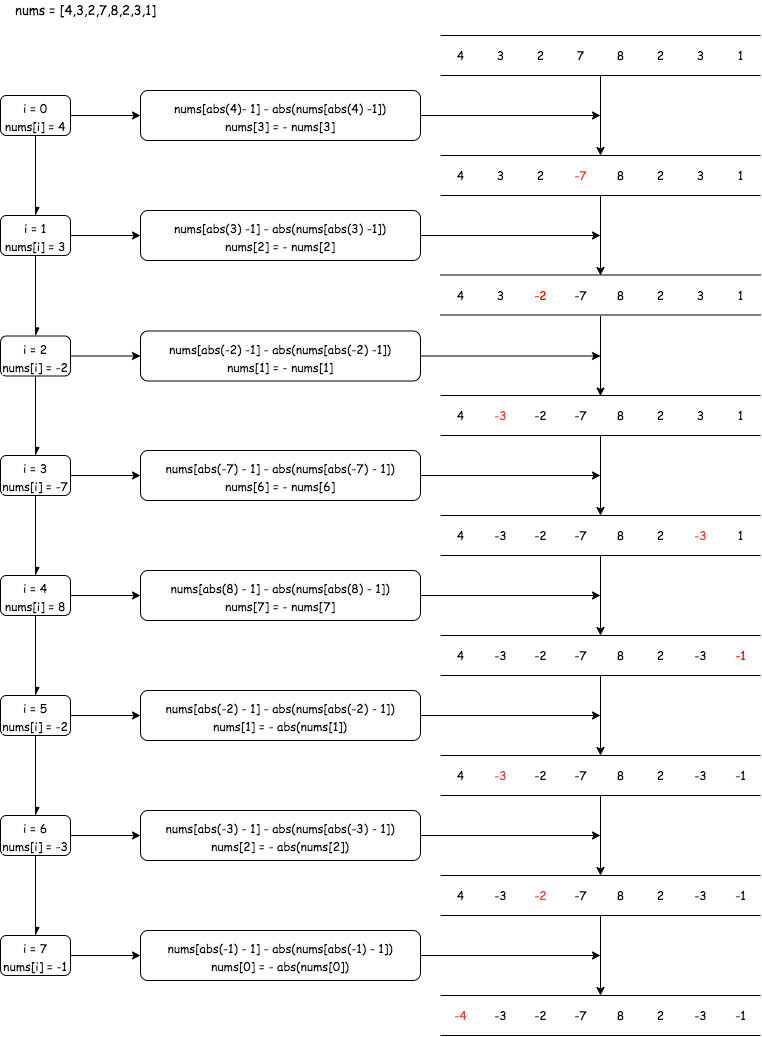 nums = [4,3,2,7,8,2,3,1]
4 3 2 7 8 2 3 1
i = 0
nums[i] = 4
nums[abs(4)- 1] - abs(nums[abs(4) -1])
nums[3] = - nums[3]
4 3 2 -7 8 2 3 1
i = 1
nums[i] = 3
nums[abs(3) -1] - abs(nums[abs(3) -1])
nums[2] = - nums[2]
4 3 -2 -7 8 2 3 1
i = 2
nums[i] = -2
nums[abs(-2) -1] - abs(nums[abs(-2) -1])
nums[1] = - nums[1]
4 -3 -2 -7 8 2 3 1
i = 3
nums[i] = -7
nums[abs(-7) - 1] - abs(nums[abs(-7) - 1])
nums[6] = - nums[6]
4 -3 -2 -7 8 2 -3 1
i = 4
nums[i] = 8
nums[abs(8) - 1] - abs(nums[abs(8) - 1])
nums[7] = - nums[7]
4 -3 -2 -7 8 2 -3 -1
i = 5
nums[i] = -2
nums[abs(-2) - 1] - abs(nums[abs(-2) - 1])
nums[1] = - abs(nums[1])
4 -3 -2 -7 8 2 -3 -1
i = 6
nums[i] = -3
nums[abs(-3) - 1] - abs(nums[abs(-3) - 1])
nums[2] = - abs(nums[2])
4 -3 -2 -7 8 2 -3 -1
i = 7
nums[i] = -1
nums[abs(-1) - 1] - abs(nums[abs(-1) - 1])
nums[0] = - abs(nums[0])
-4 -3 -2 -7 8 2 -3 -1